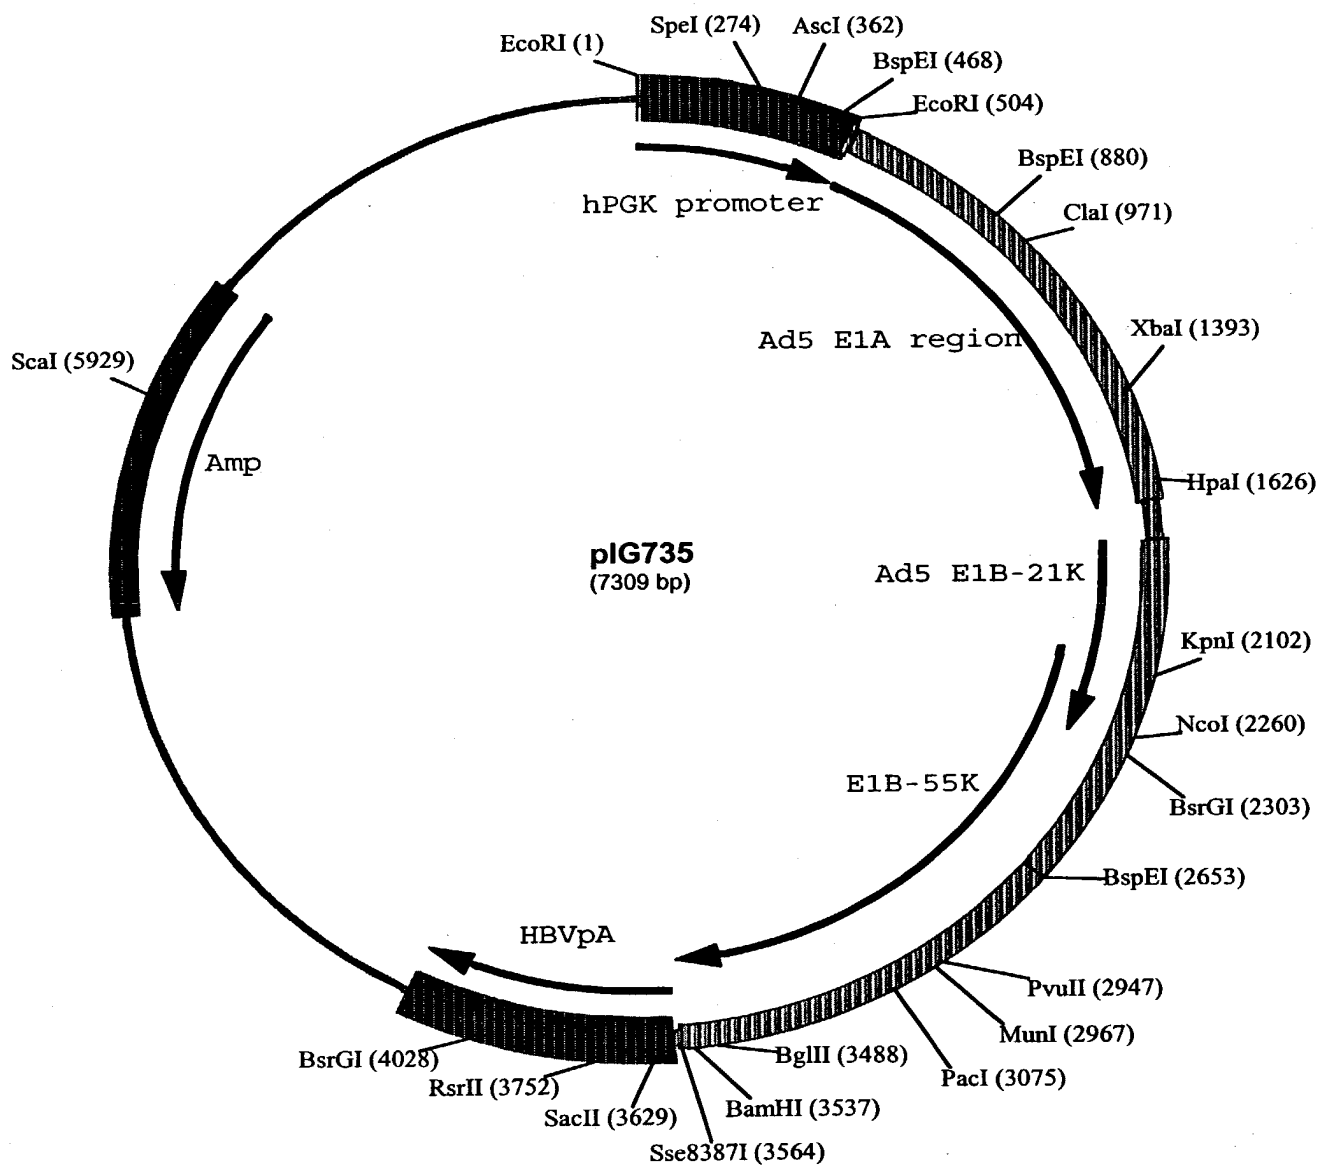 EcoRI (1)
SpeI (274)
AscI (362)
BspEI (468)
EcoRI (504)
BspEI (880)
ClaI (971)
XbaI (1393)
HpaI (1626)
KpnI (2102)
NcoI (2260)
BsrGI (2303)
BspEI (2653)
PvuII (2947)
MunI (2967)
PacI (3075)
BglII (3488)
BamHI (3537)
Sse8387I (3564)
SacII (3629)
RsrII (3752)
BsrGI (4028)
ScaI (5929)
hPGK promoter
Ad5 E1A region
Ad5 E1B-21K
E1B-55K
HBVpA
Amp
pIG735
(7309 bp)